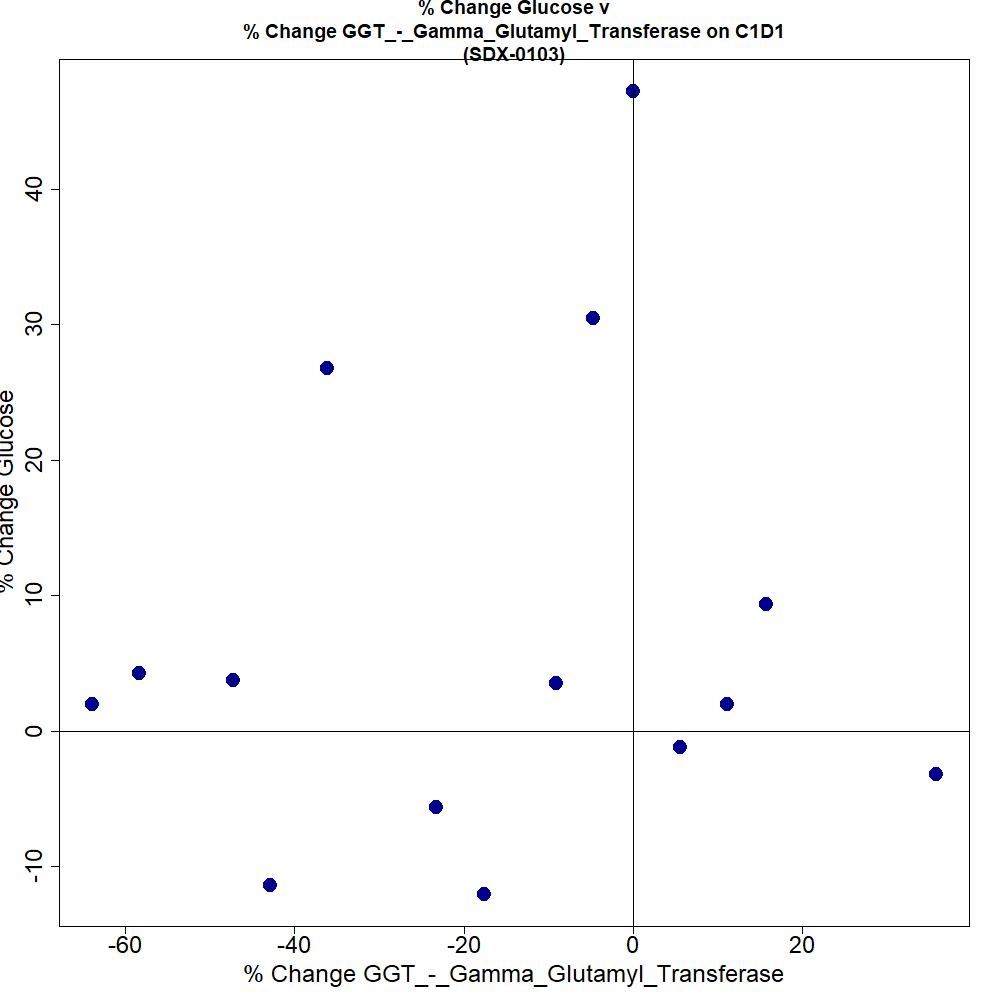 % Change Glucose v
% Change GGT_-_Gamma_Glutamyl_Transferase on C1D1
(SDX-0103)
% Change Glucose
40
30
20
10
0
-10
-60
-40
-20
0
20
% Change GGT_-_Gamma_Glutamyl_Transferase